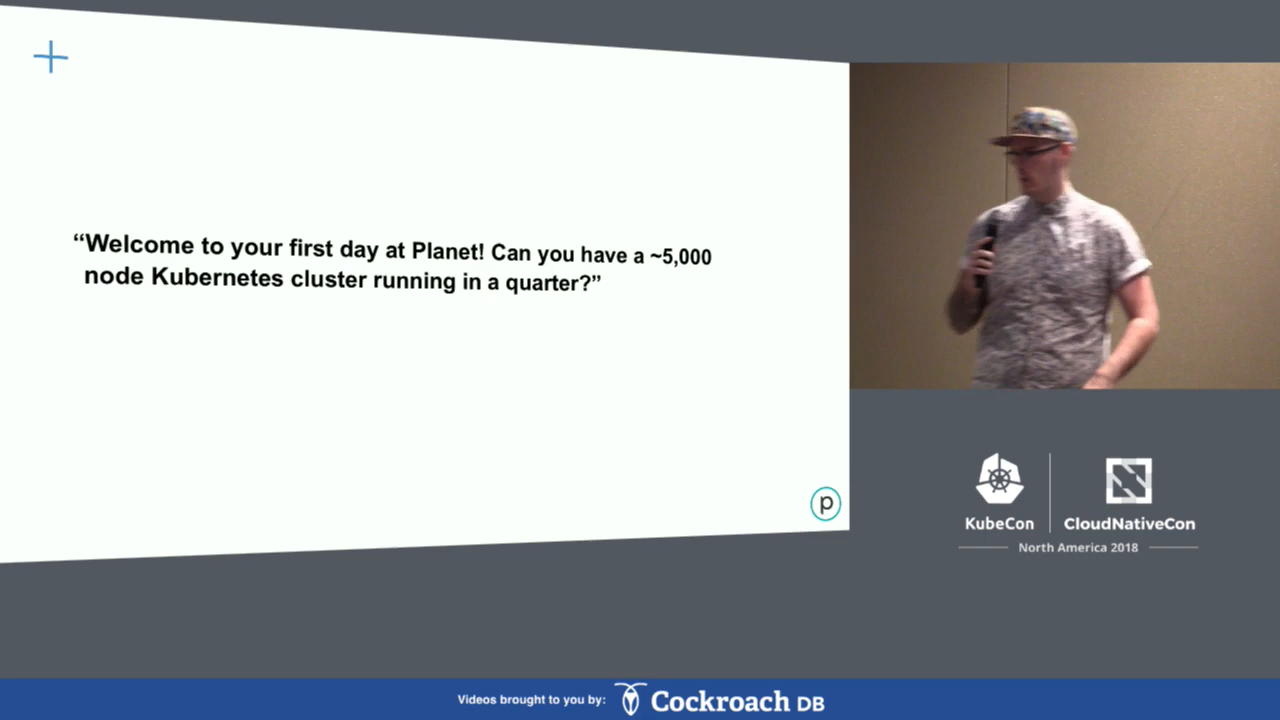 “Welcome to your first day at Planet! Can you have a ~5,000
node Kubernetes cluster running in a quarter?”
p
KubeCon
CloudNativeCon
North America 2018
Videos brought to you by:
Cockroach DB